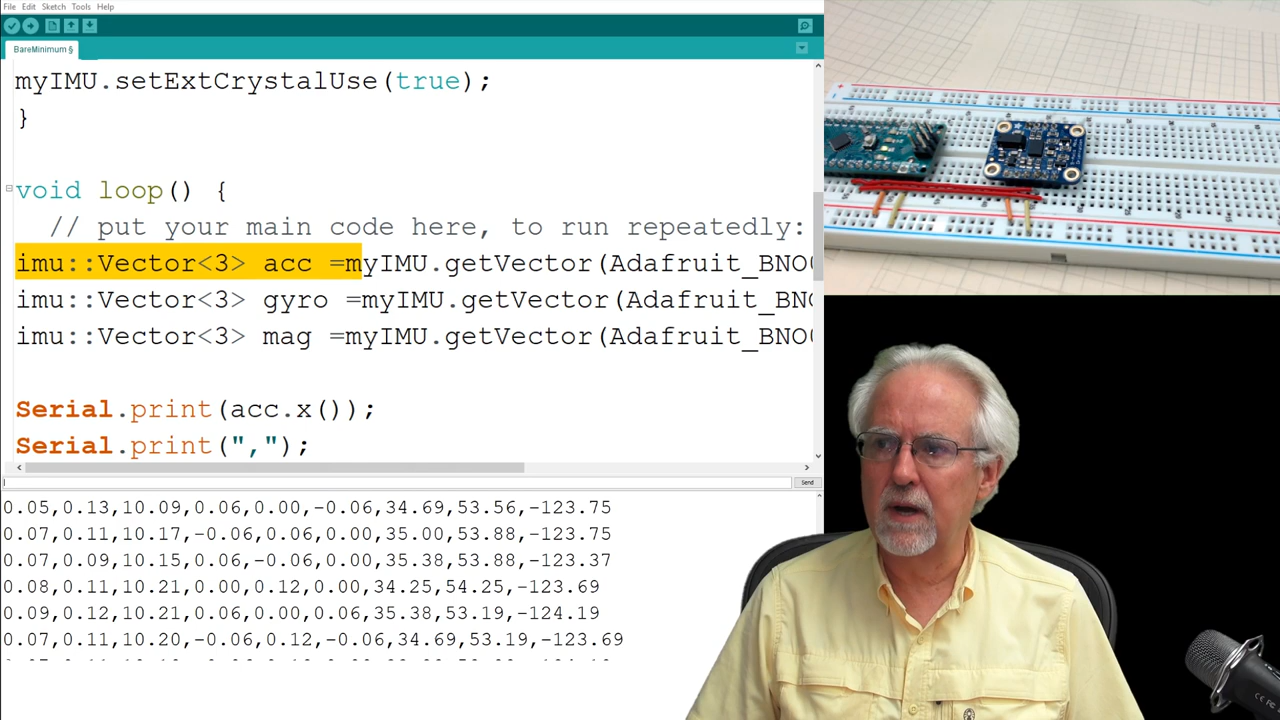 File Edit Sketch Tools Help
BareMinimum §
myIMU.setExtCrystalUse(true);
}
void loop() {
// put your main code here, to run repeatedly:
imu::Vector<3> acc =myIMU.getVector(Adafruit_BNO0
imu::Vector<3> gyro =myIMU.getVector(Adafruit_BNO
imu::Vector<3> mag =myIMU.getVector(Adafruit_BNO0
Serial.print(acc.x());
Serial.print(",");
Send
0.05,0.13,10.09,0.06,0.00,-0.06,34.69,53.56,-123.75
0.07,0.11,10.17,-0.06,0.06,0.00,35.00,53.88,-123.75
0.07,0.09,10.15,0.06,-0.06,0.00,35.38,53.88,-123.37
0.08,0.11,10.21,0.00,0.12,0.00,34.25,54.25,-123.69
0.09,0.12,10.21,0.06,0.00,0.06,35.38,53.19,-124.19
0.07,0.11,10.20,-0.06,0.12,-0.06,34.69,53.19,-123.69